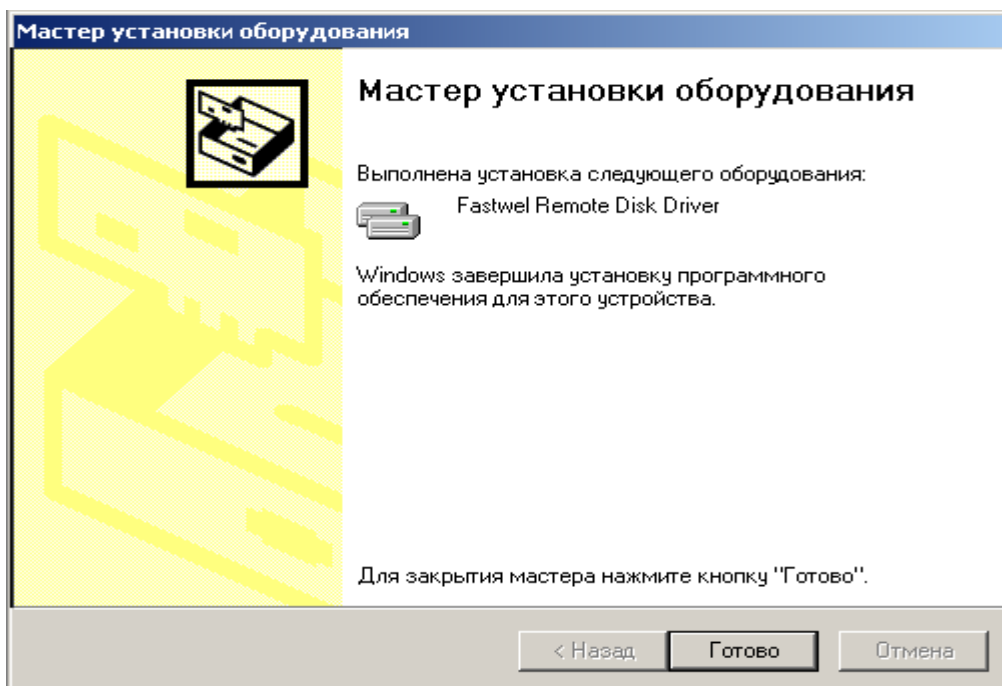 Мастер установки оборудования
Мастер установки оборудования
Выполнена установка следующего оборудования:
Fastwel Remote Disk Driver
Windows завершила установку программного
обеспечения для этого устройства.
Для закрытия мастера нажмите кнопку "Готово".
< Назад
Готово
Отмена